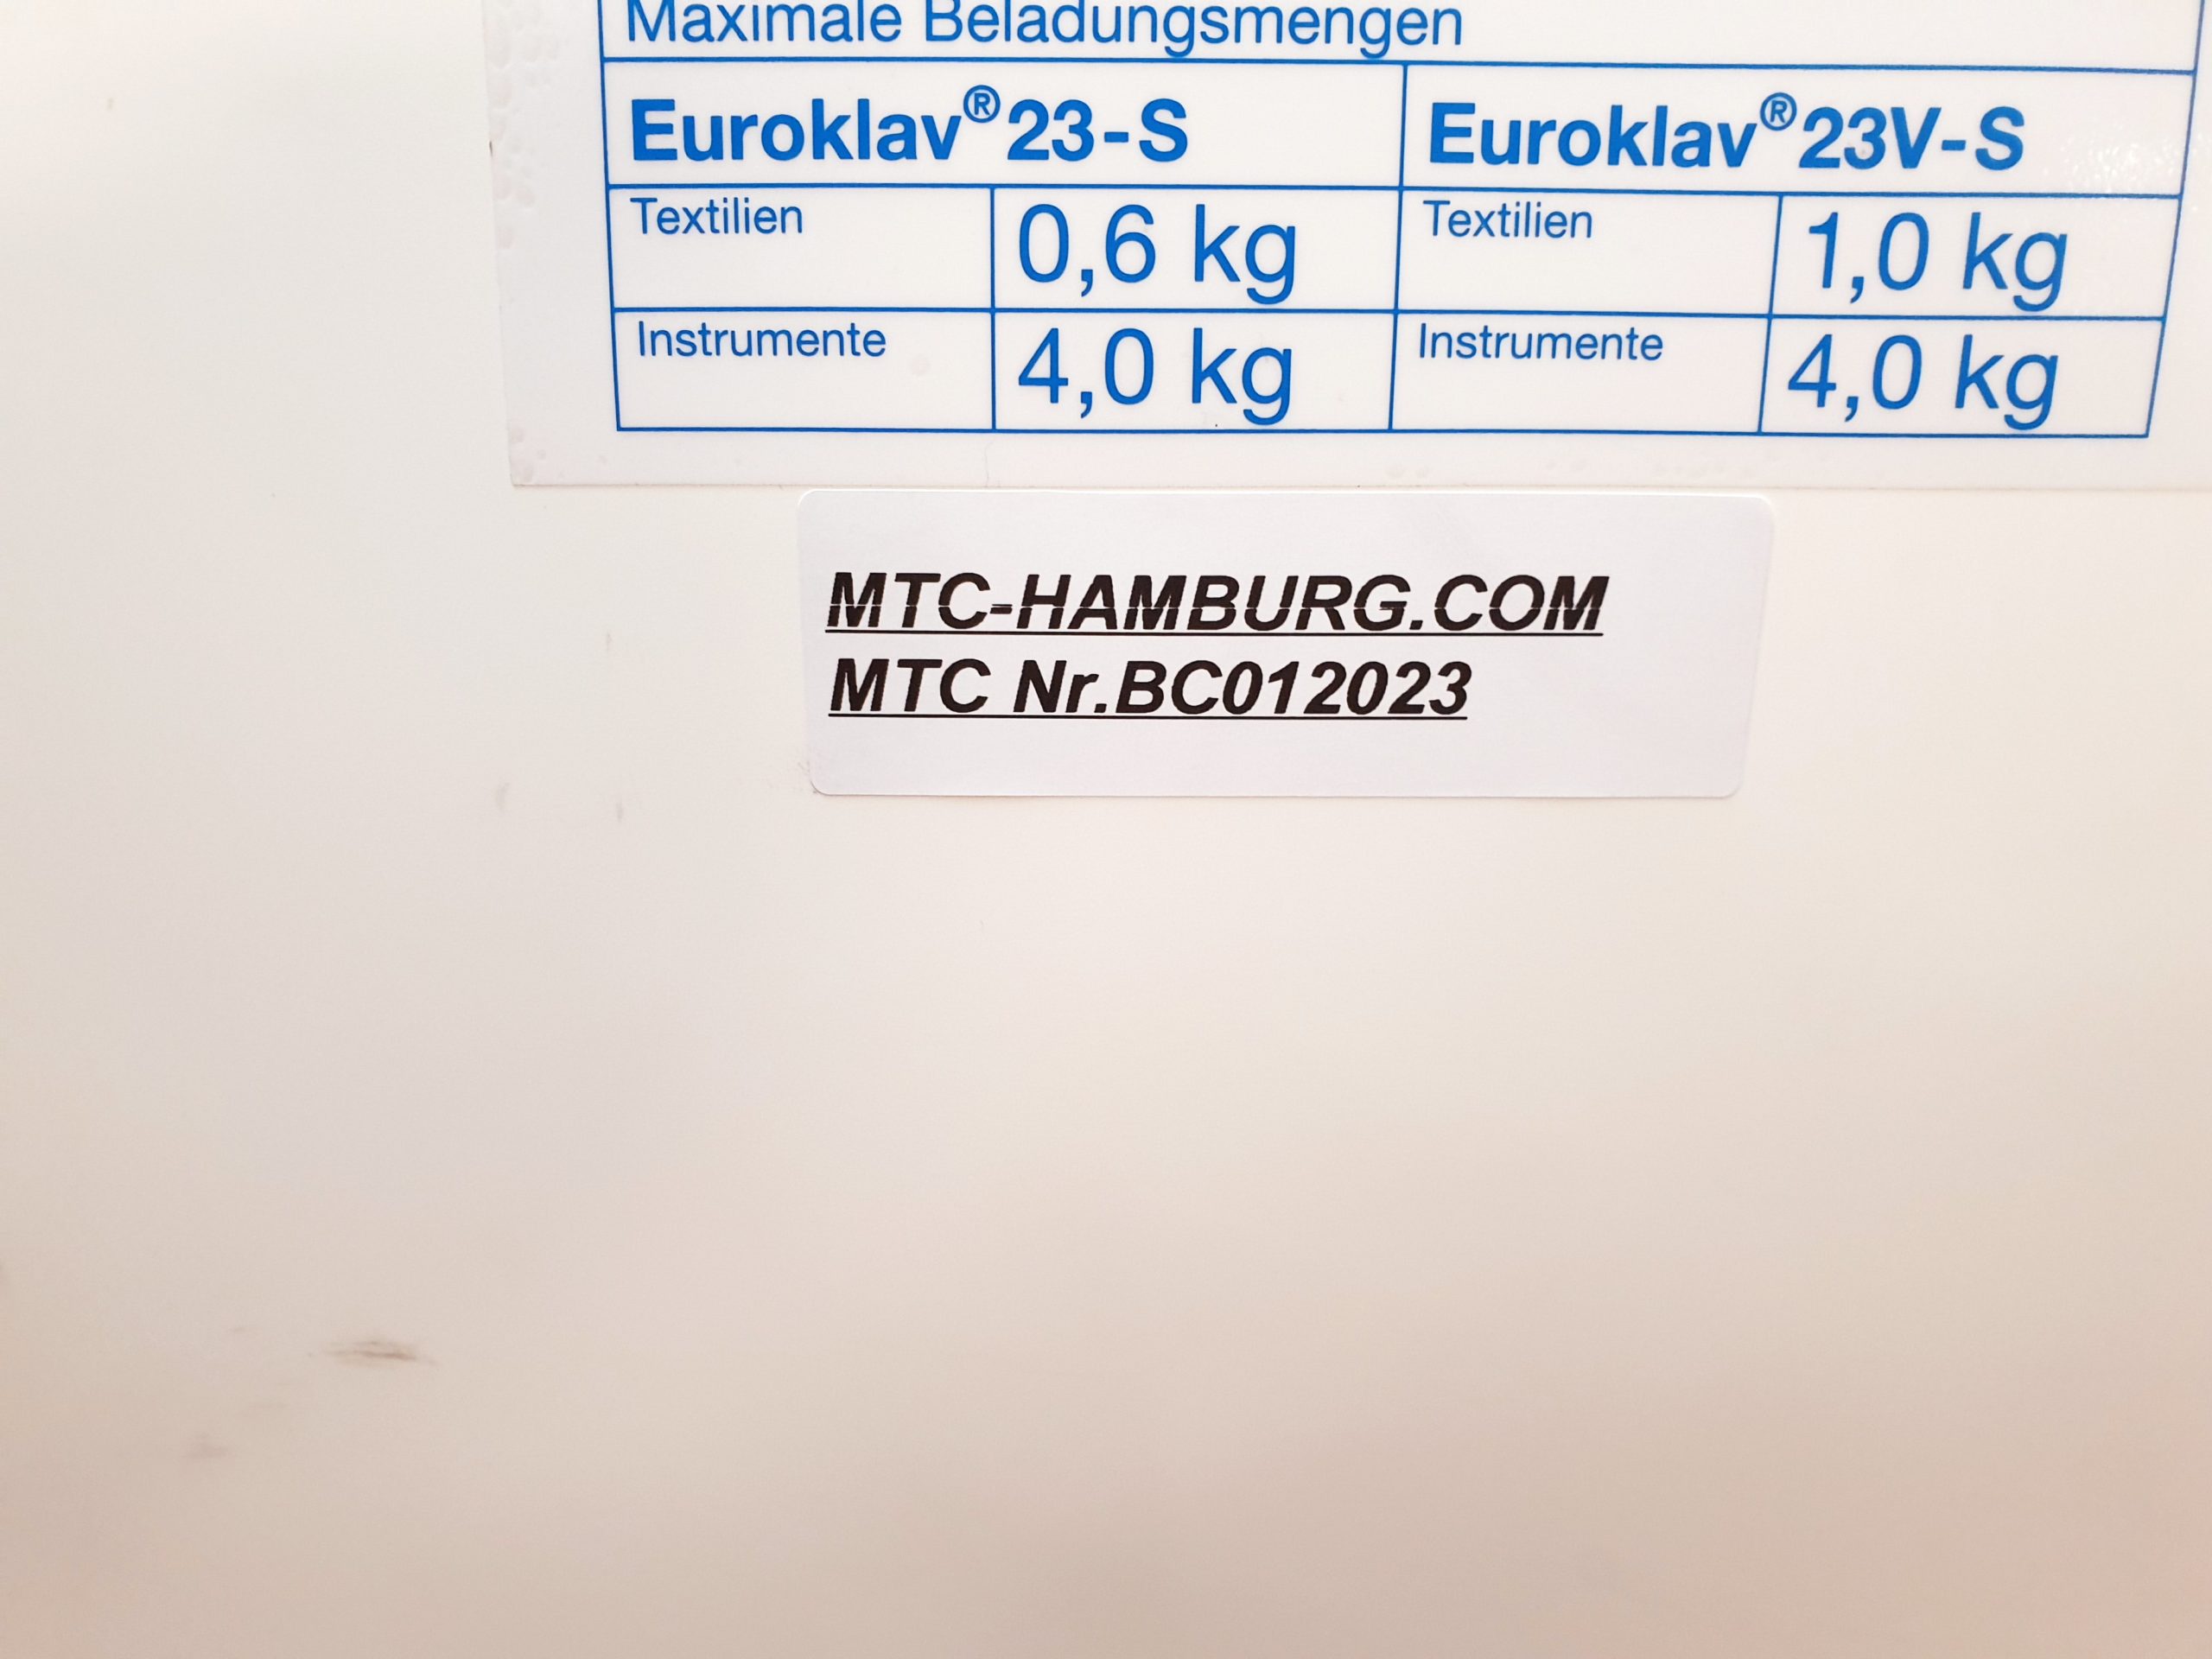 Maximale Beladungsmengen
Euroklav®23-S Euroklav®23V-S
Textilien 0,6 kg Textilien 1,0 kg
Instrumente 4,0 kg Instrumente 4,0 kg
MTC-HAMBURG.COM
MTC Nr.BC012023